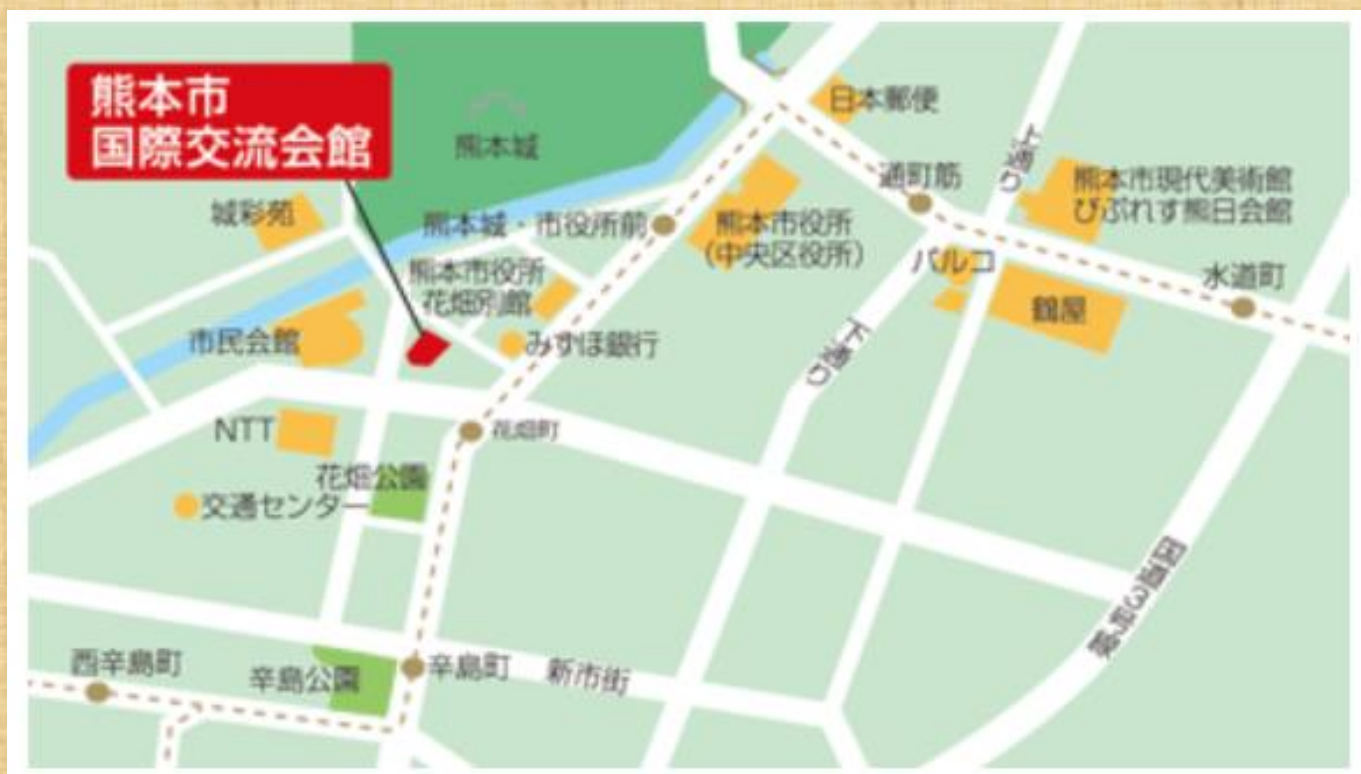 熊本市
国際交流会館
熊本城
日本郵便
上通り
城彩苑
熊本城・市役所前
熊本市役所
(中央区役所)
通町筋
熊本市現代美術館
びぷれす熊日会館
熊本市役所
花畑別館
パルコ
水道町
市民会館
みずほ銀行
下通り
鶴屋
NTT
花畑町
花畑公園
交通センター
国道3号線
西辛島町
辛島公園
辛島町
新市街